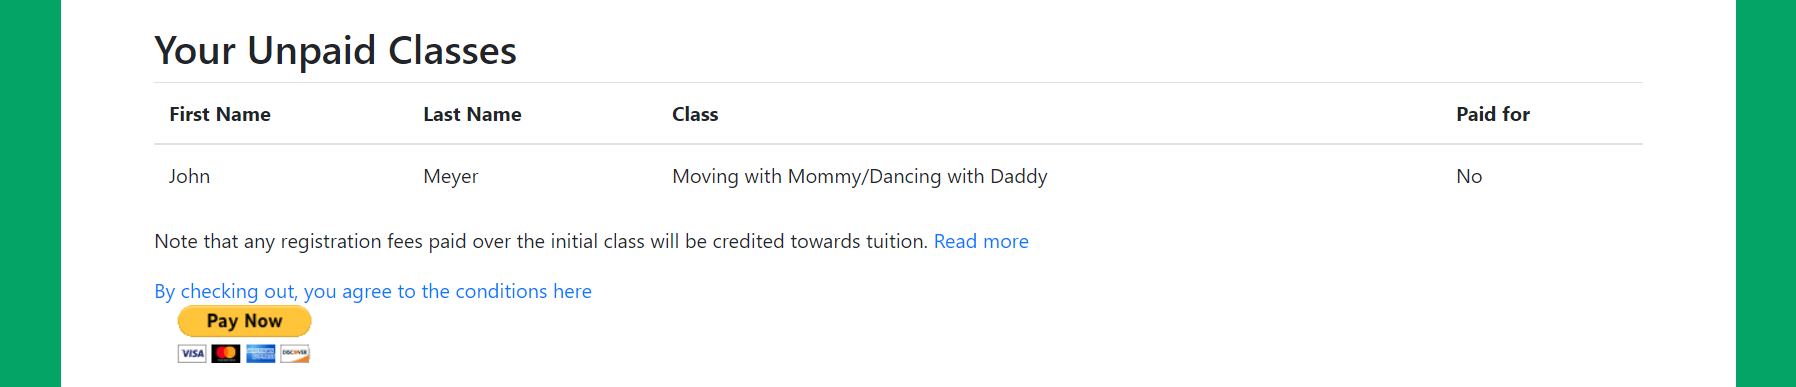 Your Unpaid Classes
First Name Last Name Class Paid for
John Meyer Moving with Mommy/Dancing with Daddy No
Note that any registration fees paid over the initial class will be credited towards tuition. Read more
By checking out, you agree to the conditions here
Pay Now
VISA DISCOVER